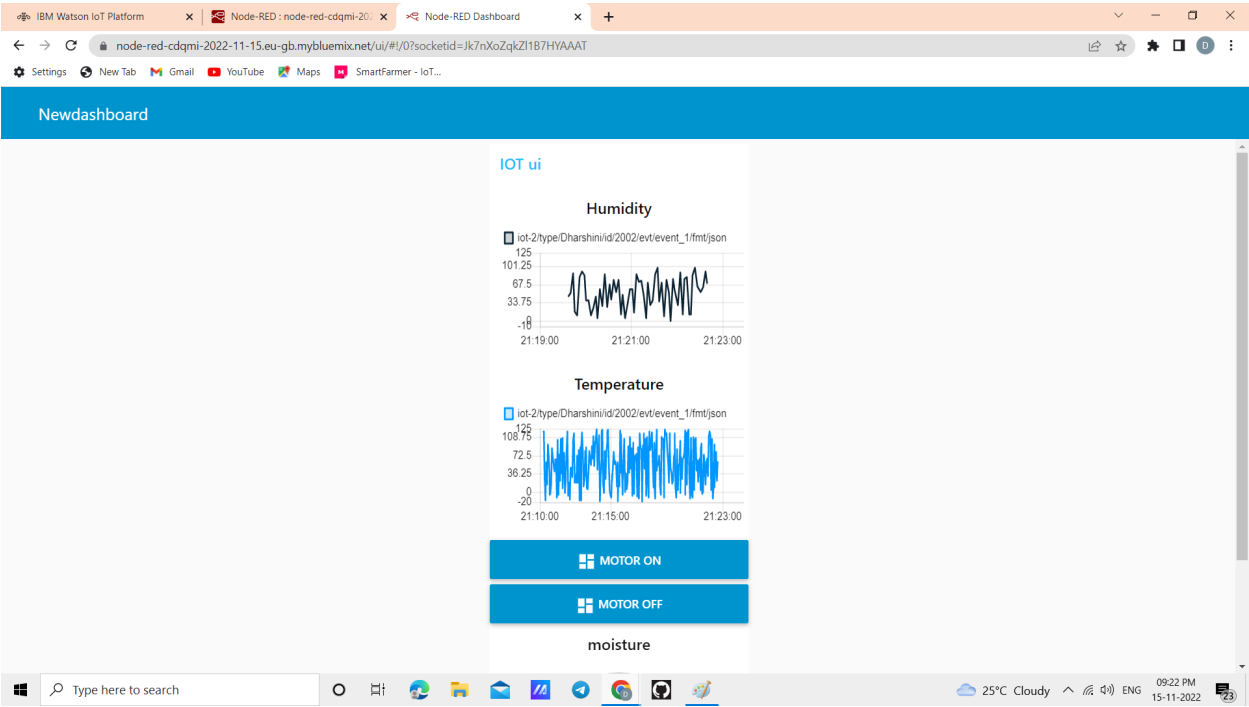 IBM Watson IoT Platform
Node-RED : node-red-cdqmi-202
Node-RED Dashboard
node-red-cdqmi-2022-11-15.eu-gb.mybluemix.net/ui/#!/0?socketid=Jk7nXoZqkZl1B7HYAAAT
D
Settings New Tab Gmail YouTube Maps SmartFarmer - IoT...
Newdashboard
IOT ui
Humidity
iot-2/type/Dharshini/id/2002/evt/event_1/fmt/json
125
101.25
67.5
33.75
0
-10
21:19:00 21:21:00 21:23:00
Temperature
iot-2/type/Dharshini/id/2002/evt/event_1/fmt/json
125
108.75
72.5
36.25
0
-20
21:10:00 21:15:00 21:23:00
MOTOR ON
MOTOR OFF
moisture
Type here to search
25°C Cloudy
ENG
09:22 PM
15-11-2022
23